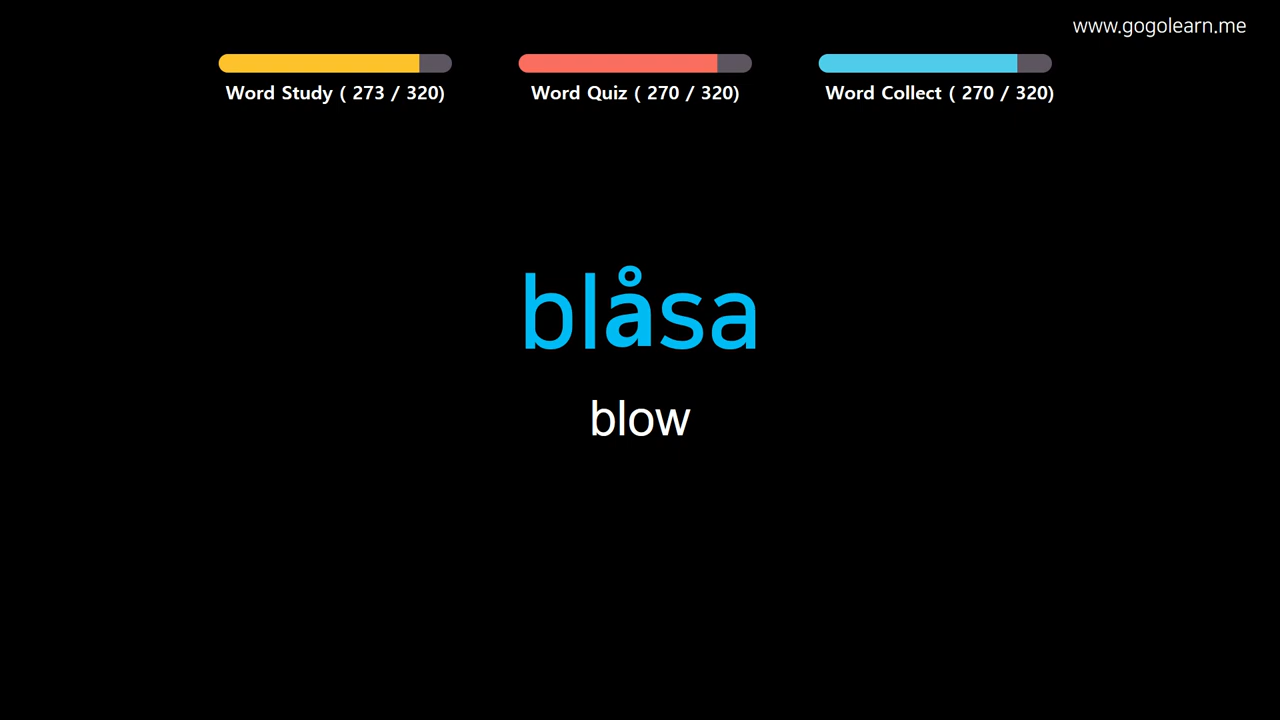 www.gogolearn.me
Word Study ( 273 / 320)
Word Quiz ( 270 / 320)
Word Collect ( 270 / 320)
blåsa
blow